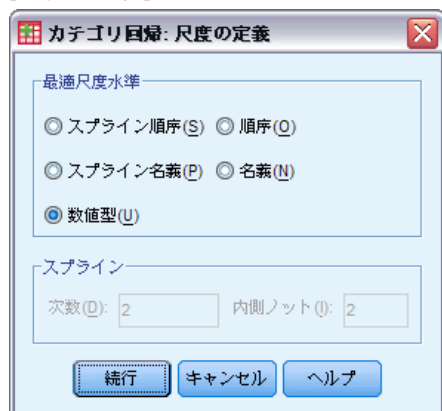 カテゴリ回帰: 尺度の定義
最適尺度水準
スプライン順序(S) 順序(O)
スプライン名義(P) 名義(N)
数値型(U)
スプライン
次数(D): 2 内側ノット(I): 2
続行 キャンセル ヘルプ